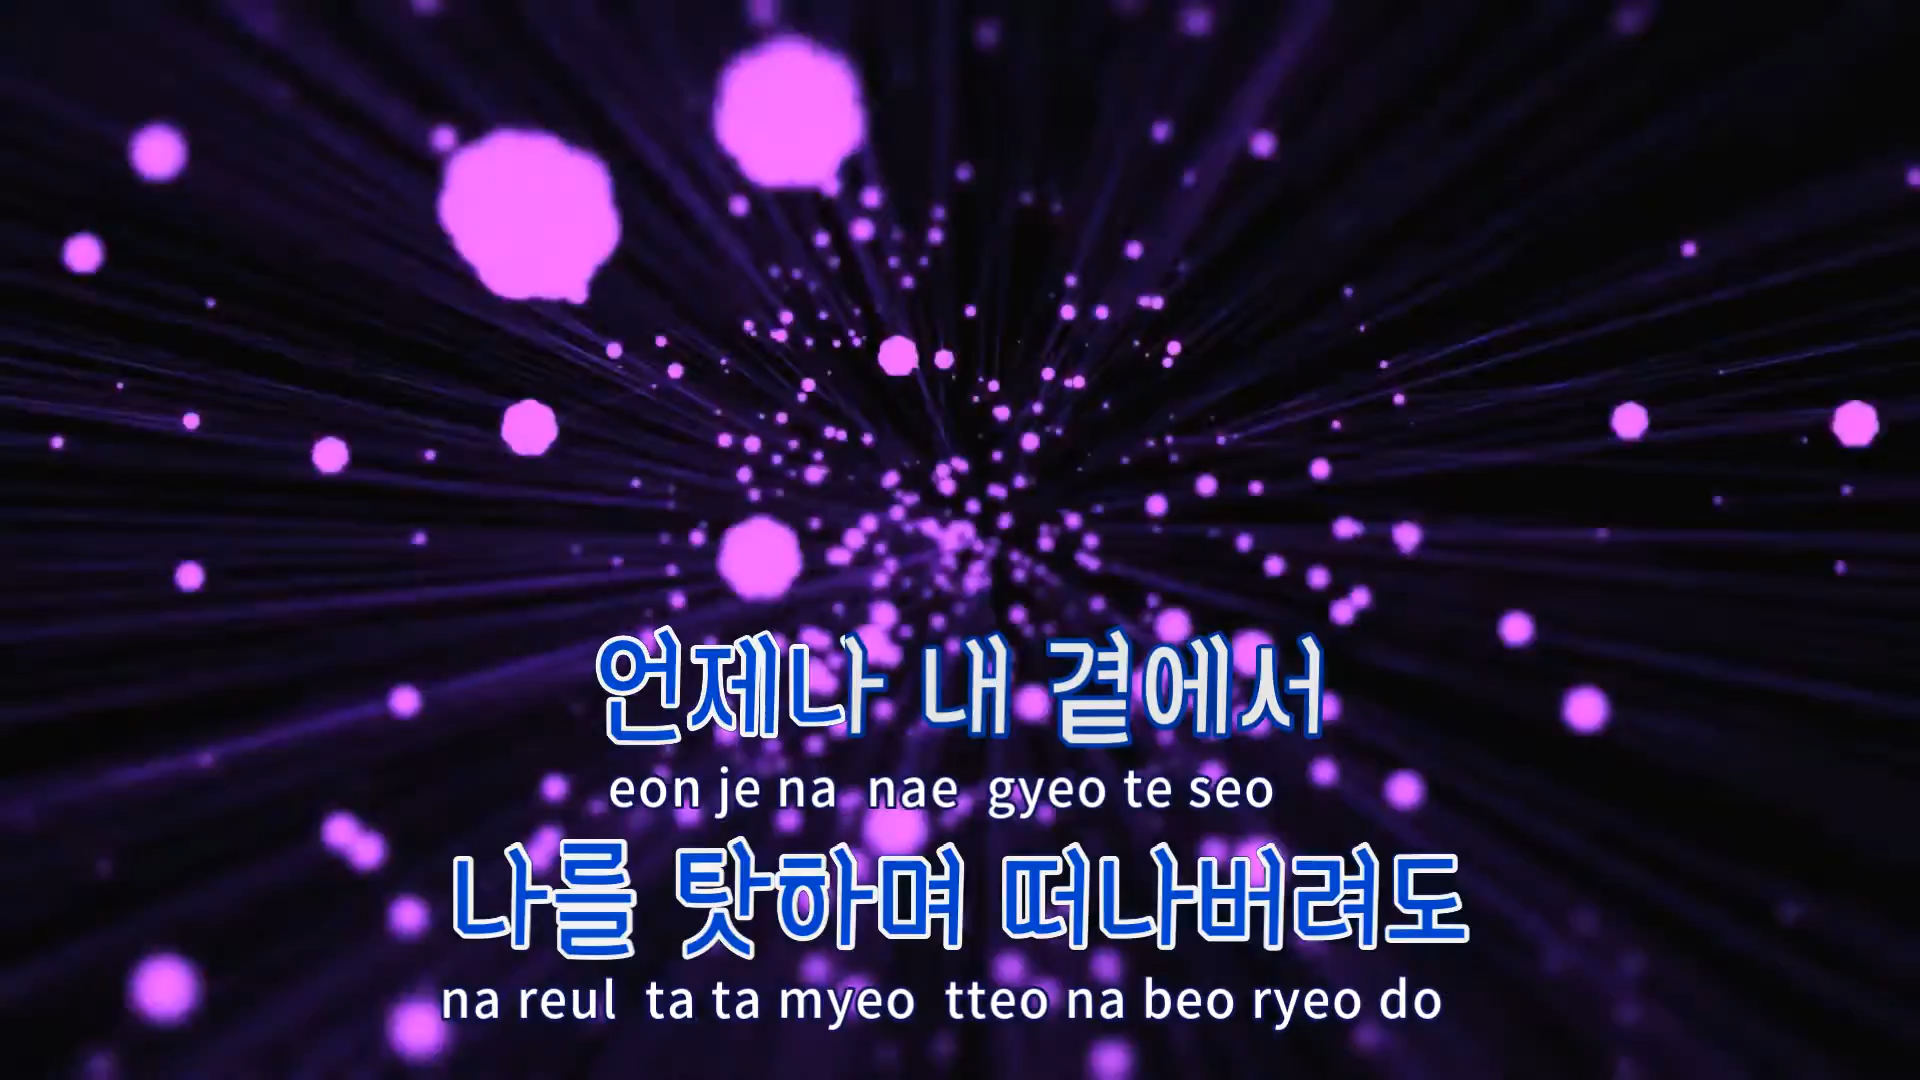 언제나 내 곁에서
eon je na nae gyeo te seo
나를 탓하며 떠나버려도
na reul ta ta myeo tteo na beo ryeo do